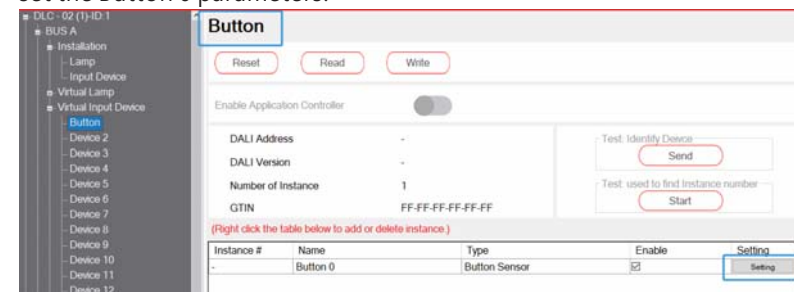 set the Button 0 parameters.
DLC - 02 (1)-ID:1
BUS A
Installation
Lamp
Input Device
Virtual Lamp
Virtual Input Device
Button
Device 2
Device 3
Device 4
Device 5
Device 6
Device 7
Device 8
Device 9
Device 10
Device 11
Device 12
Button
Reset Read Write
Enable Application Controller
DALI Address -
DALI Version -
Number of Instance 1
GTIN FF-FF-FF-FF-FF-FF
Test: Identify Deivce
Send
Test: used to find Instance number
Start
(Right click the table below to add or delete instance.)
Instance # Name Type Enable Setting
- Button 0 Button Sensor Setting